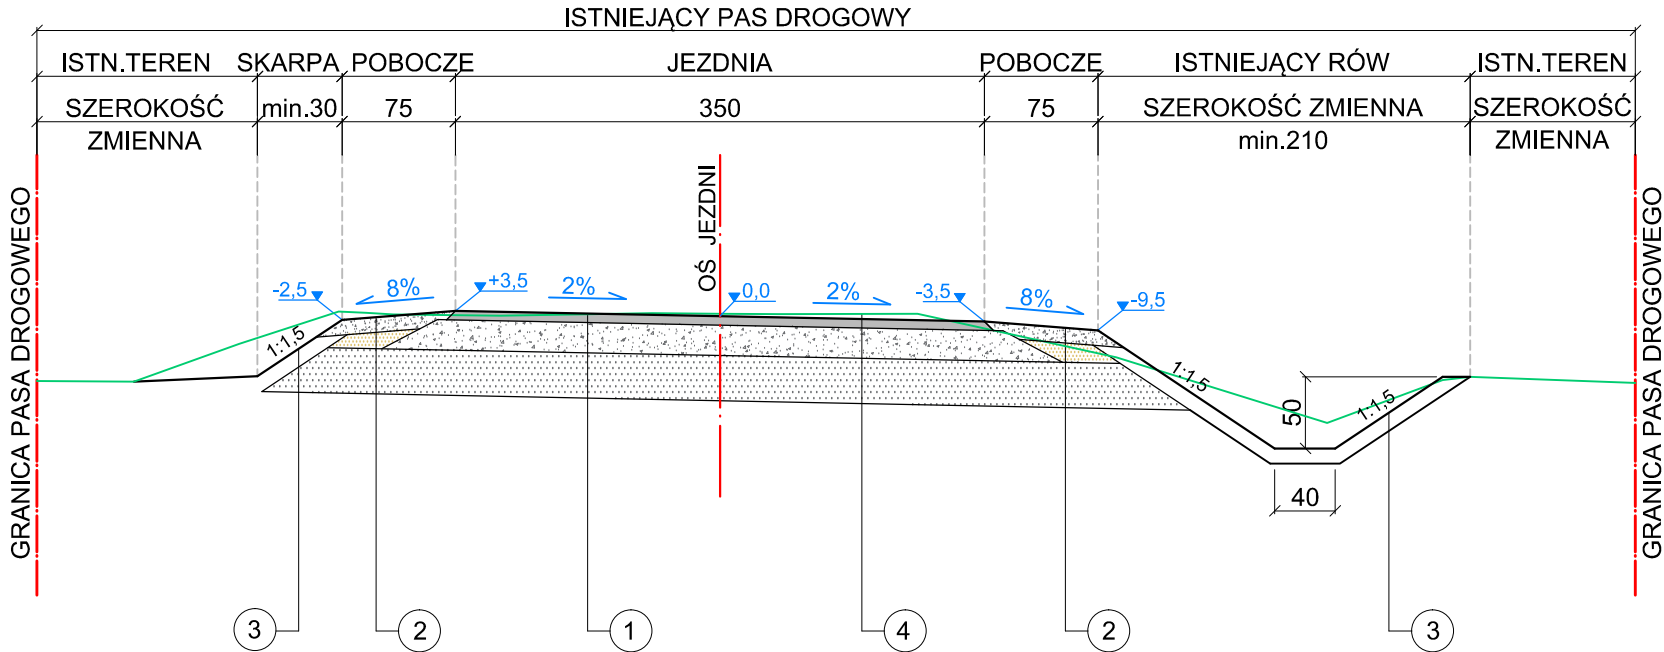 ISTNIEJĄCY PAS DROGOWY
ISTN.TEREN SKARPA POBOCZE JEZDNIA POBOCZE ISTNIEJĄCY RÓW ISTN.TEREN
SZEROKOŚĆ min.30 75 350 75 SZEROKOŚĆ ZMIENNA SZEROKOŚĆ
ZMIENNA min.210 ZMIENNA
GRANICA PASA DROGOWEGO
OŚ JEZDNI
GRANICA PASA DROGOWEGO
-2,5 8% +3,5 2% 0,0 2% -3,5 8% -9,5
1:1,5 1:1,5 1:1,5
50
40
3 2 1 4 2 3